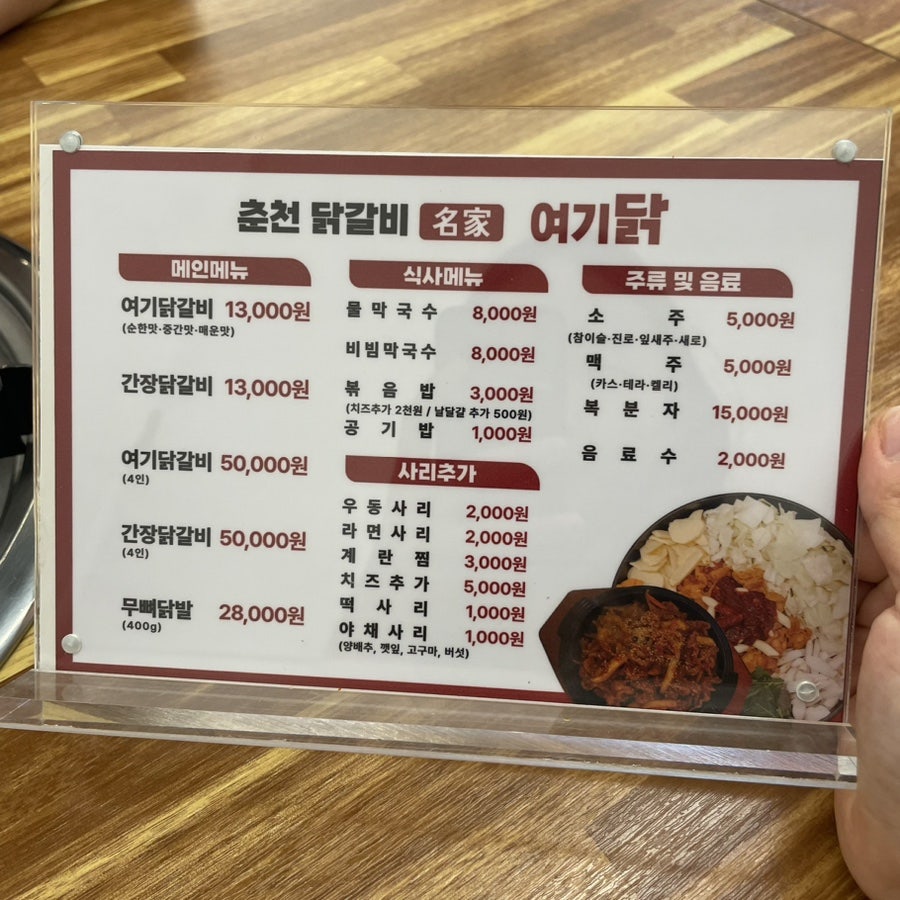 춘천 닭갈비 名家 여기닭
메인메뉴
여기닭갈비 13,000원
(순한맛·중간맛·매운맛)
간장닭갈비 13,000원
여기닭갈비 50,000원
(4인)
간장닭갈비 50,000원
(4인)
무뼈닭발 28,000원
(400g)
식사메뉴
물막국수 8,000원
비빔막국수 8,000원
볶음밥 3,000원
(치즈추가 2천원 / 날달걀 추가 500원)
공기밥 1,000원
사리추가
우동사리 2,000원
라면사리 2,000원
계란찜 3,000원
치즈추가 5,000원
떡사리 1,000원
야채사리 1,000원
(양배추, 깻잎, 고구마, 버섯)
주류 및 음료
소주 5,000원
(참이슬·진로·잎새주·새로)
맥주 5,000원
(카스·테라·켈리)
복분자 15,000원
음료수 2,000원